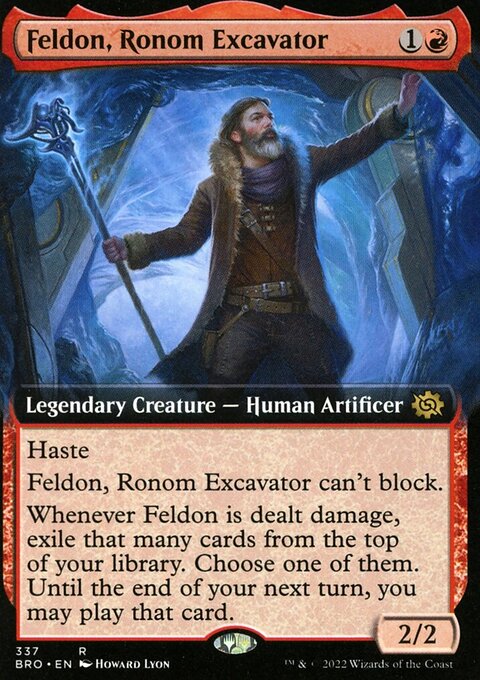 Feldon, Ronom Excavator 1
Legendary Creature — Human Artificer
Haste
Feldon, Ronom Excavator can't block.
Whenever Feldon is dealt damage,
exile that many cards from the top
of your library. Choose one of them.
Until the end of your next turn, you
may play that card.
2/2
337 R
BRO • EN Howard Lyon
™ & © 2022 Wizards of the Coast